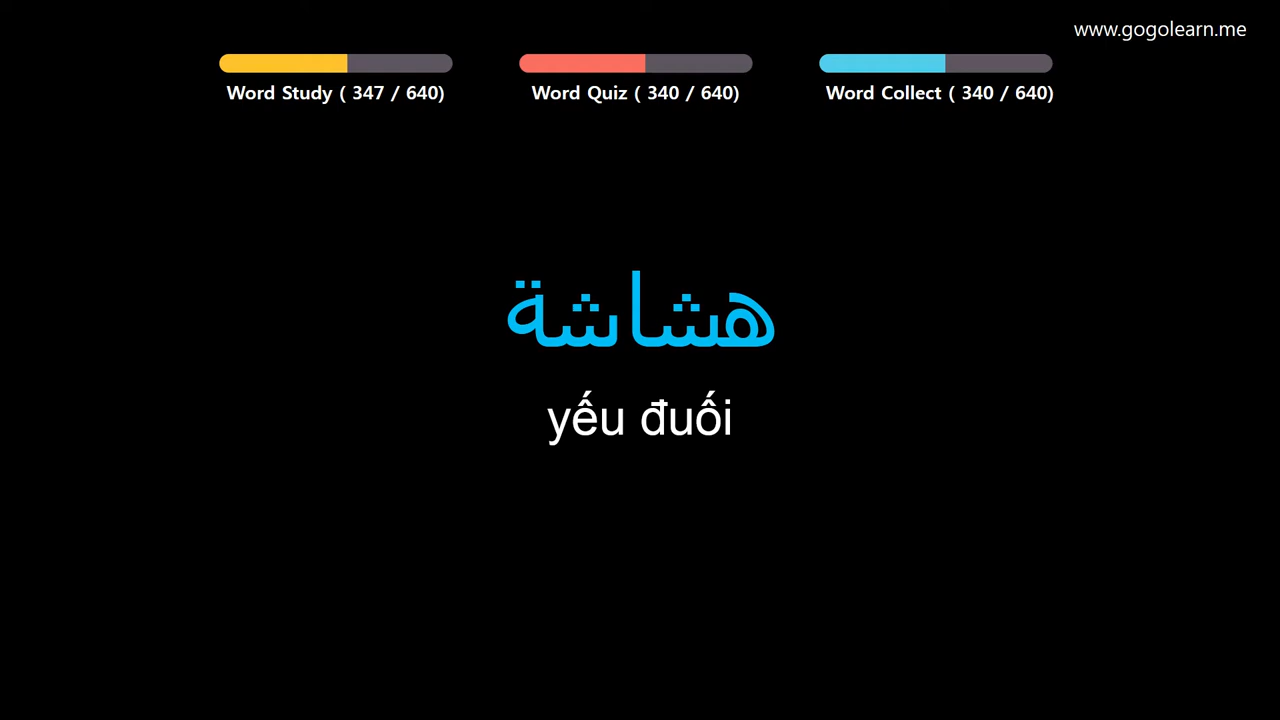 www.gogolearn.me
Word Study ( 347 / 640)
Word Quiz ( 340 / 640)
Word Collect ( 340 / 640)
هشاشة
yếu đuối